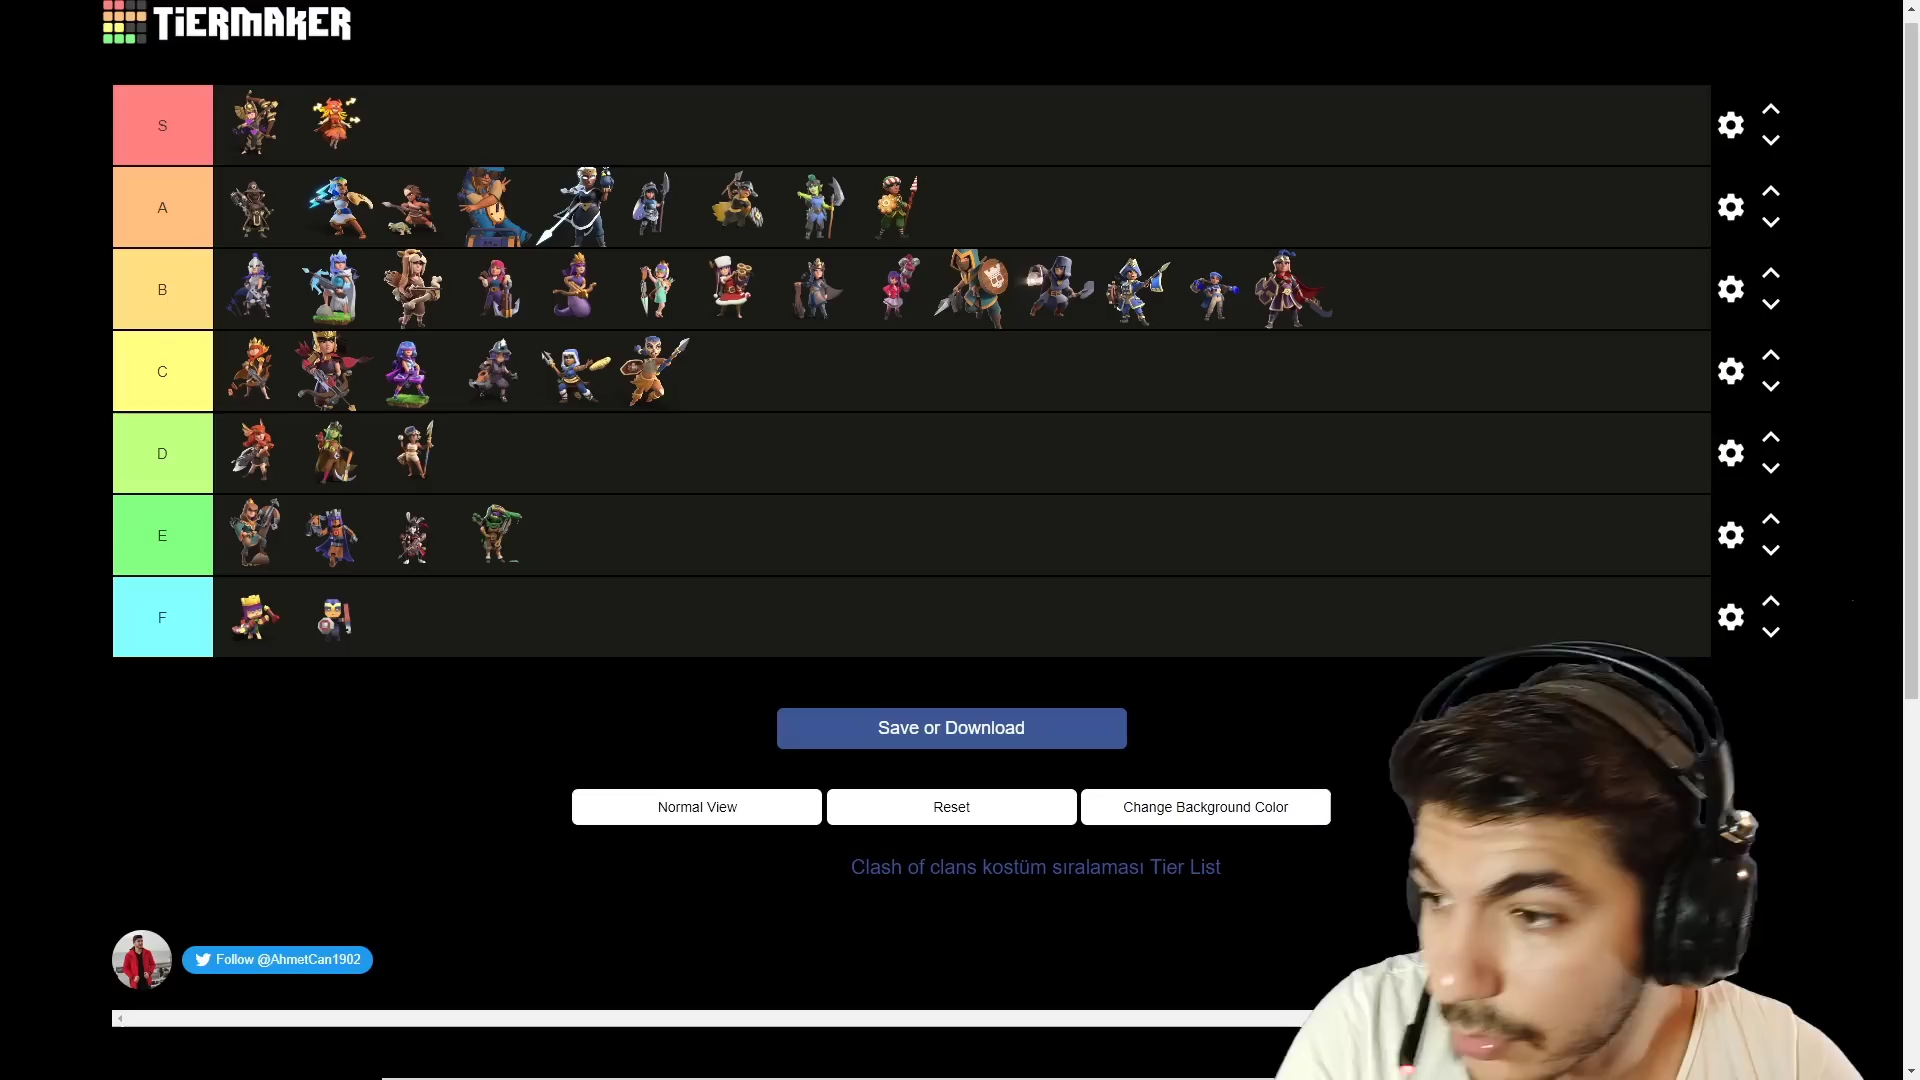 TiERMAKER
S
A
B
C
D
E
F
Save or Download
Normal View
Reset
Change Background Color
Clash of clans kostüm sıralaması Tier List
Follow @AhmetCan1902